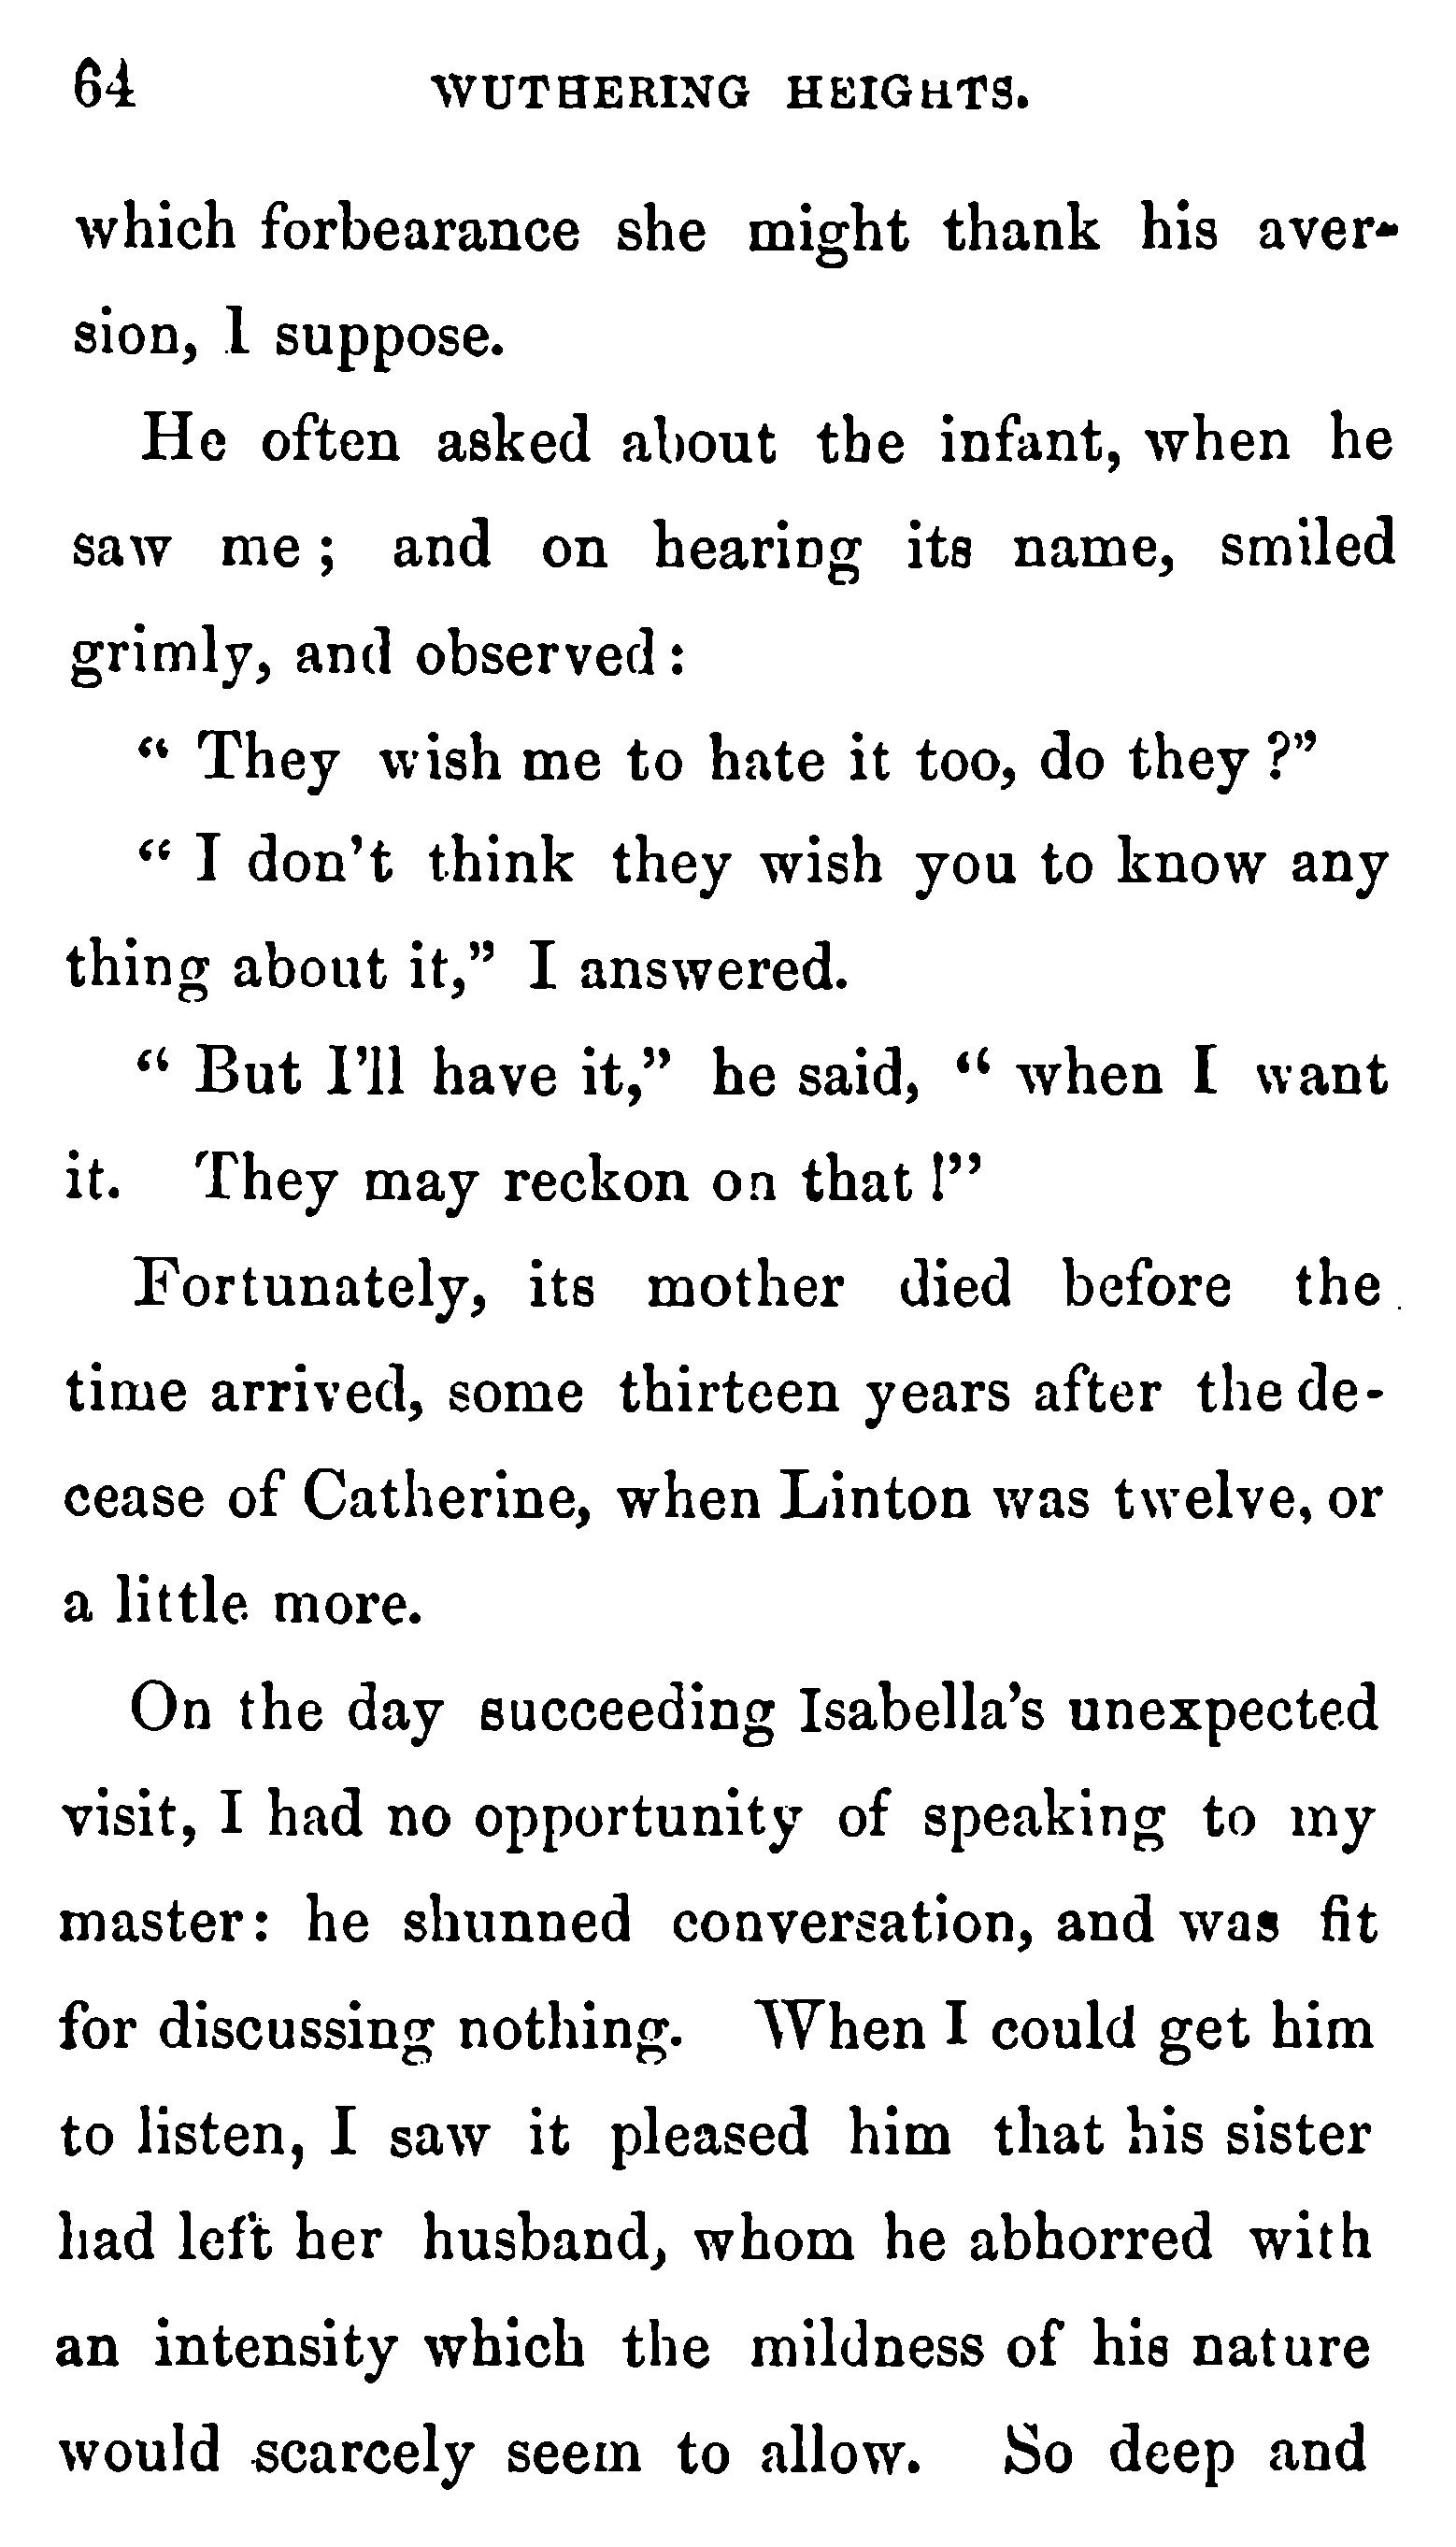 64 WUTHERING HEIGHTS.
which forbearance she might thank his aver-
sion, I suppose.
He often asked about the infant, when he
saw me ; and on hearing its name, smiled
grimly, and observed :
“ They wish me to hate it too, do they ?”
“ I don’t think they wish you to know any
thing about it,” I answered.
“ But I’ll have it,” he said, “ when I want
it. They may reckon on that !”
Fortunately, its mother died before the
time arrived, some thirteen years after the de-
cease of Catherine, when Linton was twelve, or
a little more.
On the day succeeding Isabella’s unexpected
visit, I had no opportunity of speaking to my
master: he shunned conversation, and was fit
for discussing nothing. When I could get him
to listen, I saw it pleased him that his sister
had left her husband, whom he abhorred with
an intensity which the mildness of his nature
would scarcely seem to allow. So deep and